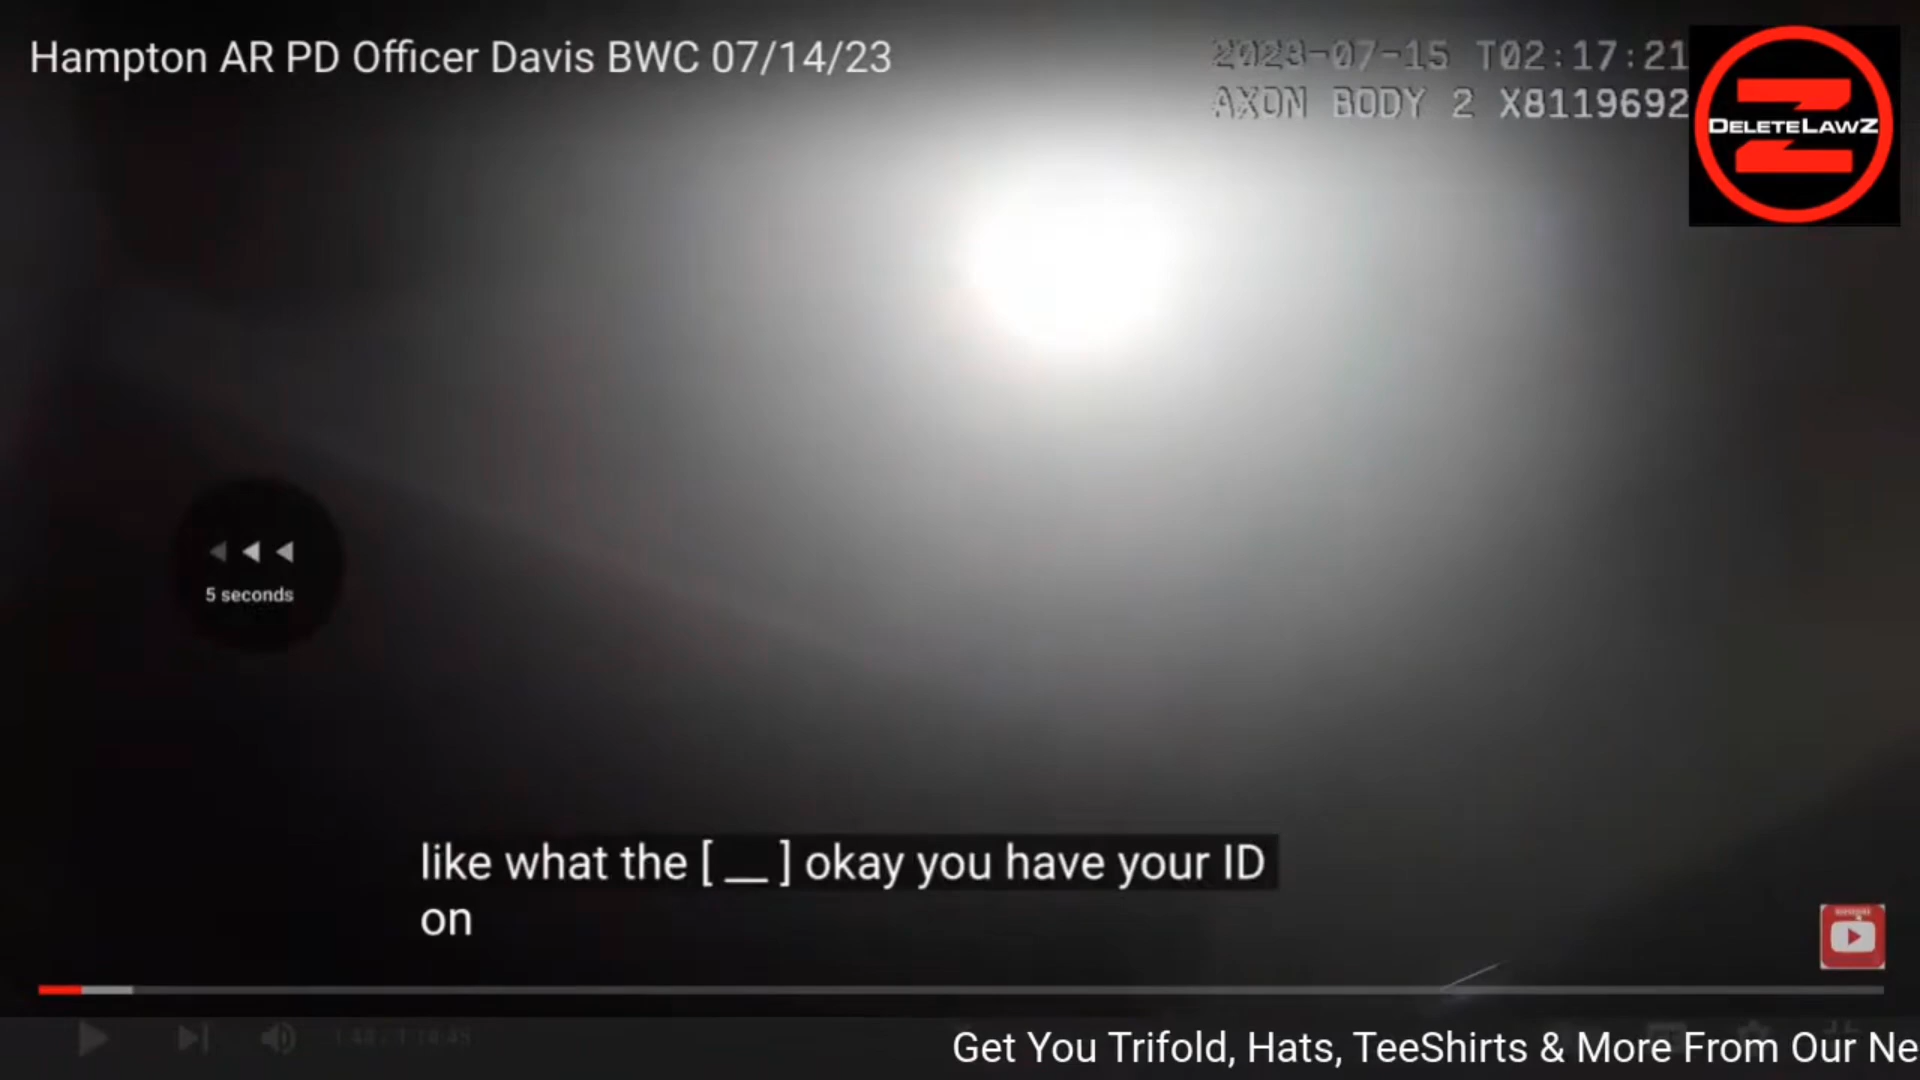 Hampton AR PD Officer Davis BWC 07/14/23
2023-07-15 T02:17:21
AXON BODY 2 X8119692
DELETELAWZ
5 seconds
like what the [ __ ] okay you have your ID
on
Get You Trifold, Hats, TeeShirts & More From Our Ne